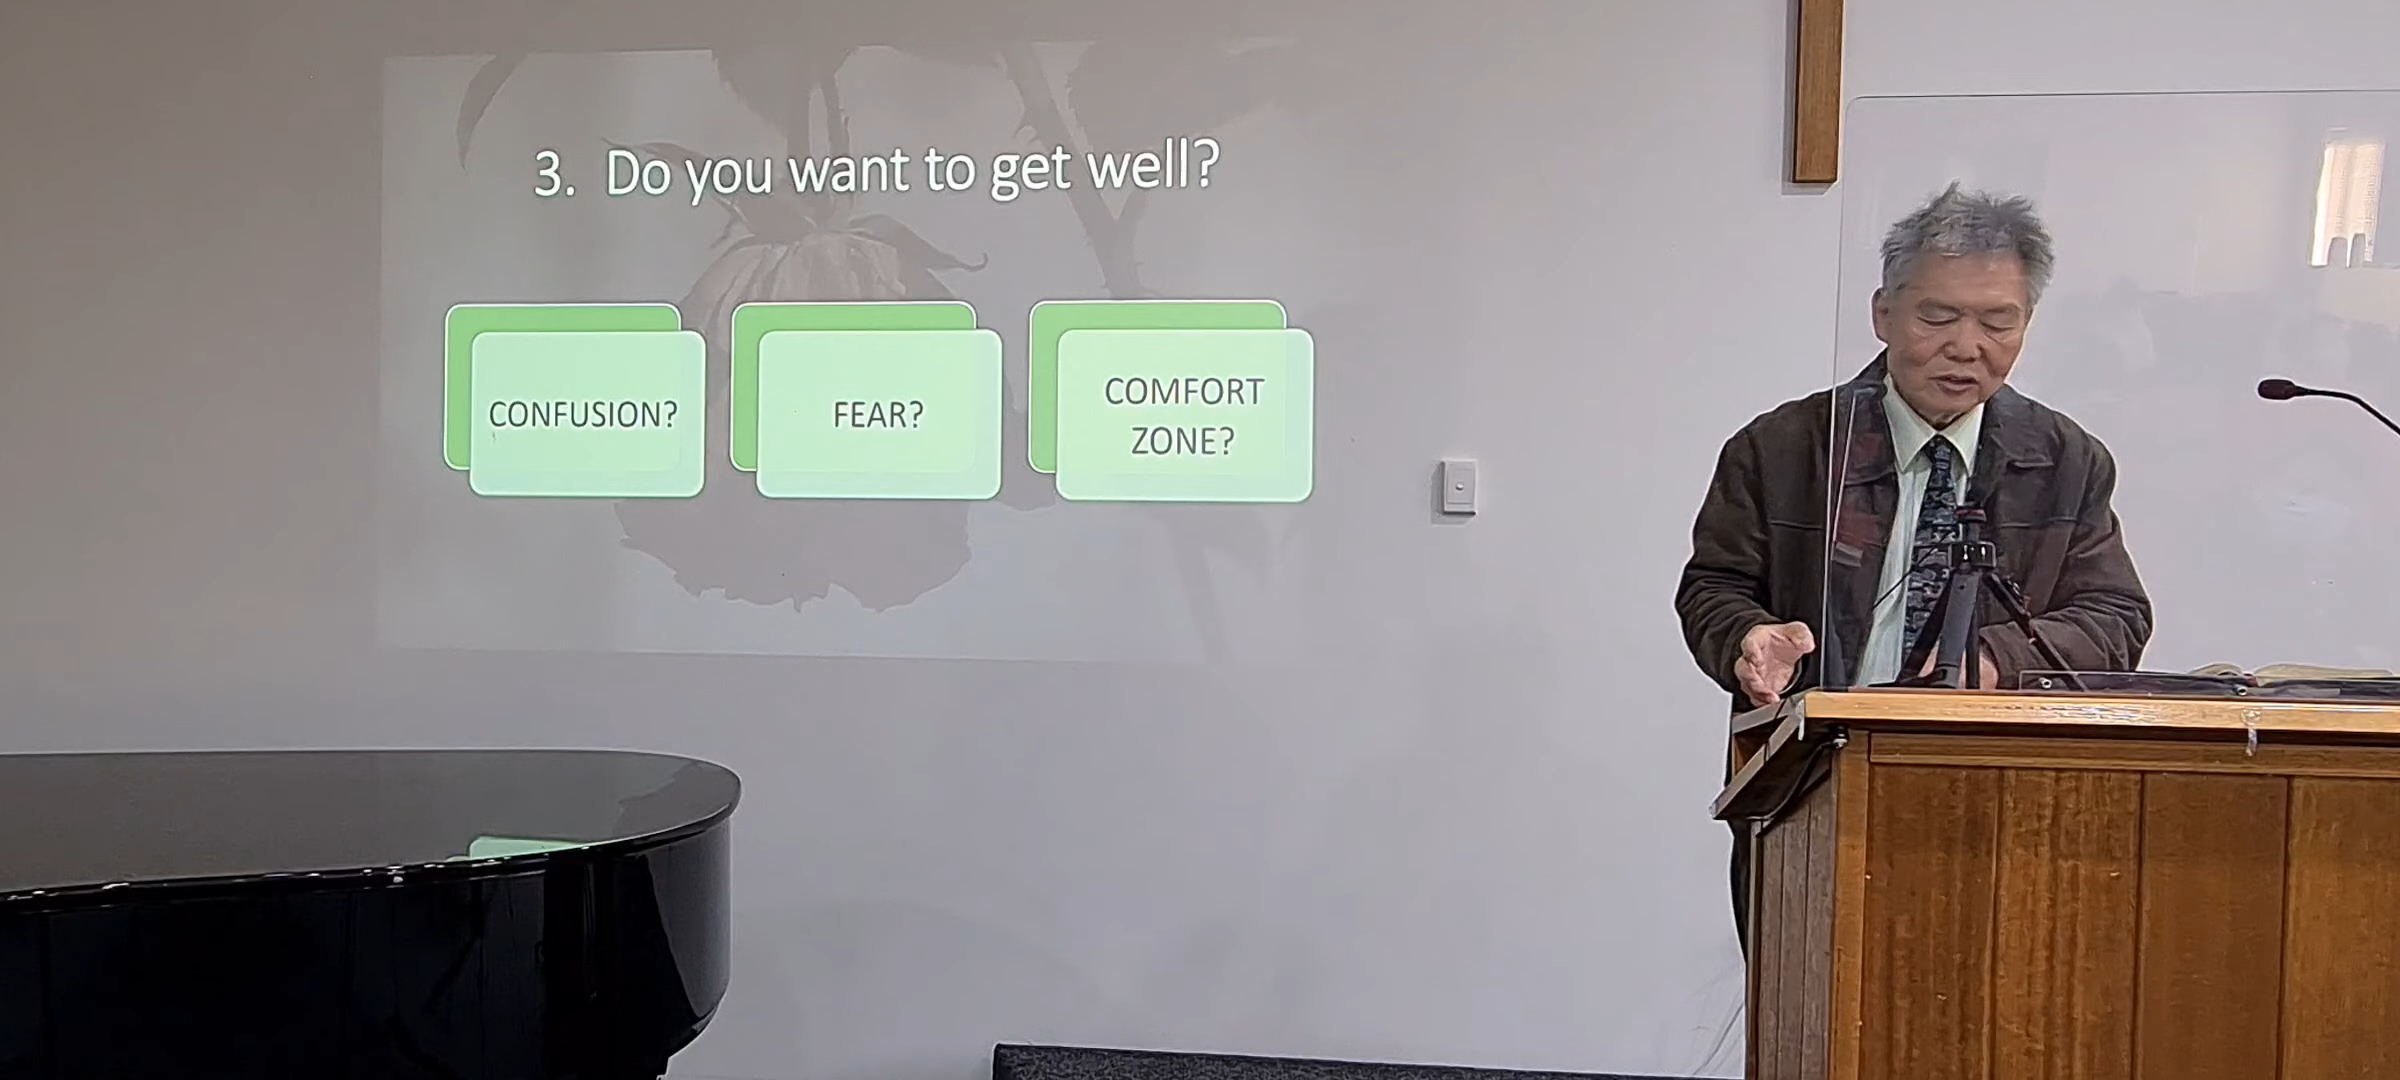 3. Do you want to get well?
CONFUSION?
FEAR?
COMFORT
ZONE?